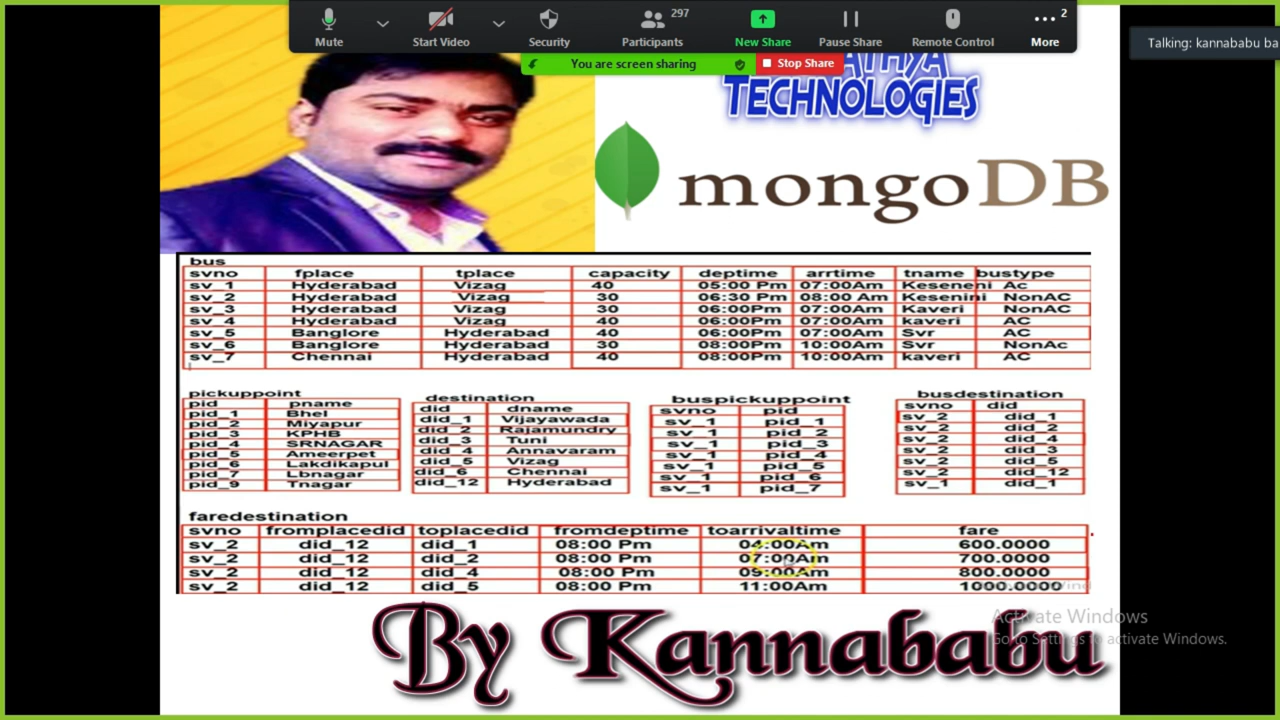 297
2
Mute
Start Video
Security
Participants
New Share
Pause Share
Remote Control
More
Talking: kannababu ba
You are screen sharing
Stop Share
TECHNOLOGIES
mongoDB
bus
svno fplace tplace capacity deptime arrtime tname bustype
sv_1 Hyderabad Vizag 40 05:00 Pm 07:00Am Keseneni Ac
sv_2 Hyderabad Vizag 30 06:30 Pm 08:00 Am Kesenini NonAC
sv_3 Hyderabad Vizag 30 06:00Pm 07:00Am Kaveri NonAC
sv_4 Hyderabad Vizag 40 06:00Pm 07:00Am kaveri AC
sv_5 Banglore Hyderabad 40 06:00Pm 07:00Am Svr AC
sv_6 Banglore Hyderabad 30 08:00Pm 10:00Am Svr NonAc
sv_7 Chennai Hyderabad 40 08:00Pm 10:00Am kaveri AC
pickuppoint
pid pname
pid_1 Bhel
pid_2 Miyapur
pid_3 KPHB
pid_4 SRNAGAR
pid_5 Ameerpet
pid_6 Lakdikapul
pid_7 Lbnagar
pid_9 Tnagar
destination
did dname
did_1 Vijayawada
did_2 Rajamundry
did_3 Tuni
did_4 Annavaram
did_5 Vizag
did_6 Chennai
did_12 Hyderabad
buspickuppoint
svno pid
sv_1 pid_1
sv_1 pid_2
sv_1 pid_3
sv_1 pid_4
sv_1 pid_5
sv_1 pid_6
sv_1 pid_7
busdestination
svno did
sv_2 did_1
sv_2 did_2
sv_2 did_4
sv_2 did_3
sv_2 did_5
sv_2 did_12
sv_1 did_1
faredestination
svno fromplacedid toplacedid fromdeptime toarrivaltime fare
sv_2 did_12 did_1 08:00 Pm 04:00Am 600.0000
sv_2 did_12 did_2 08:00 Pm 07:00Am 700.0000
sv_2 did_12 did_4 08:00 Pm 09:00Am 800.0000
sv_2 did_12 did_5 08:00 Pm 11:00Am 1000.0000
Activate Windows
Go to Settings to activate Windows.
By Kannababu